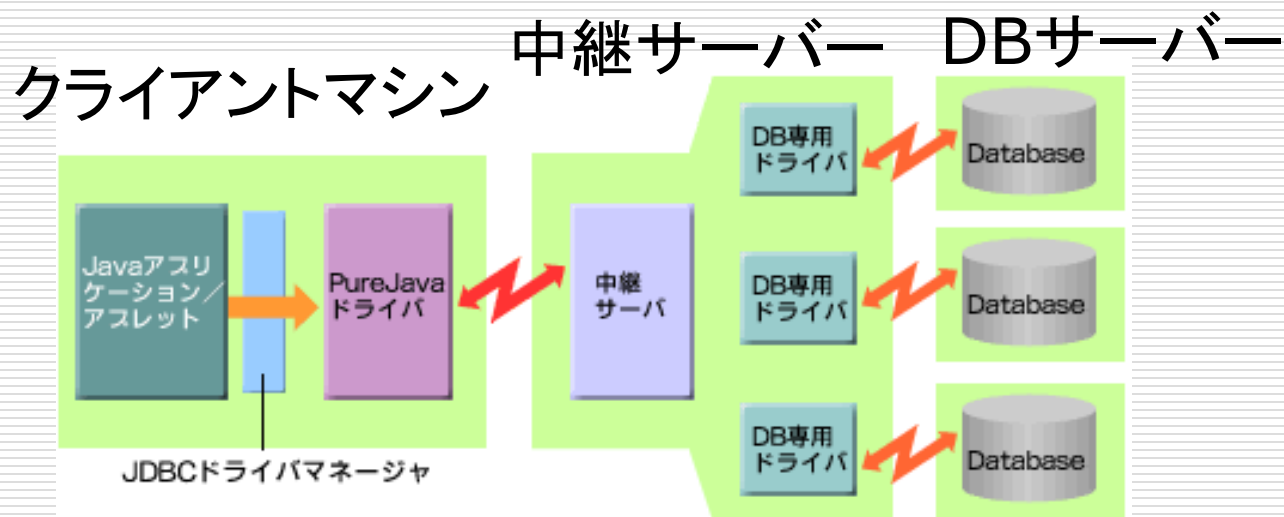 クライアントマシン
中継サーバー
DBサーバー
Javaアプリ
ケーション／
アプレット
JDBCドライバマネージャ
PureJava
ドライバ
中継
サーバ
DB専用
ドライバ
Database
DB専用
ドライバ
Database
DB専用
ドライバ
Database